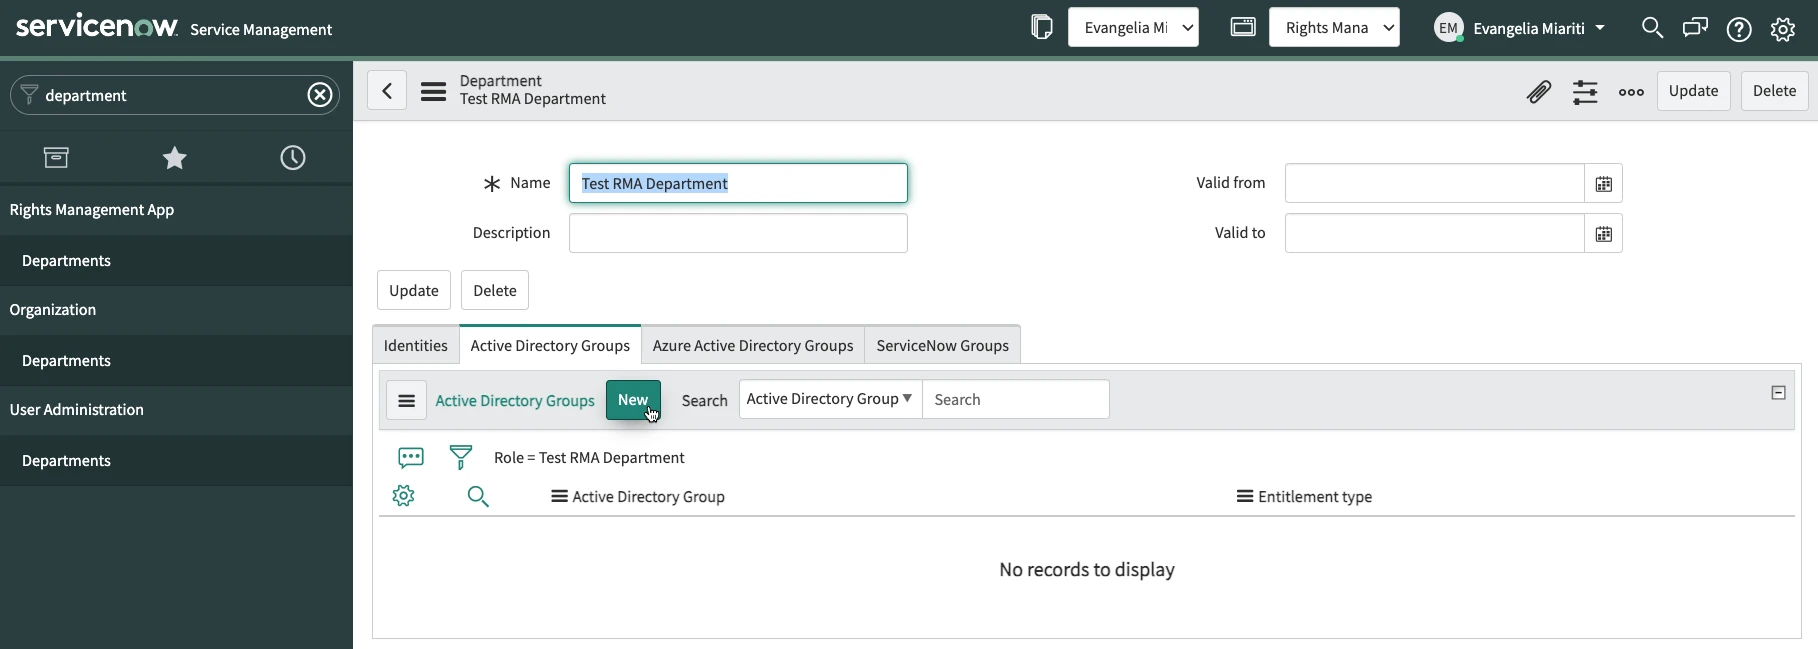 servicenow. Service Management
Evangelia Mi
Rights Mana
EM Evangelia Miariti
department
Rights Management App
Departments
Organization
Departments
User Administration
Departments
Department
Test RMA Department
Update
Delete
Name
Test RMA Department
Description
Valid from
Valid to
Update
Delete
Identities
Active Directory Groups
Azure Active Directory Groups
ServiceNow Groups
Active Directory Groups
New
Search
Active Directory Group ▼
Search
Role = Test RMA Department
Active Directory Group
Entitlement type
No records to display